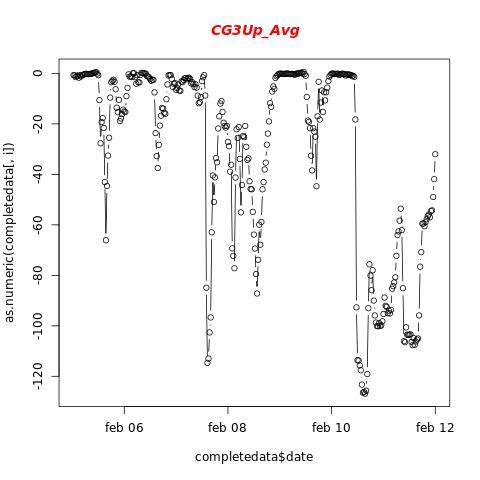 CG3Up_Avg
as.numeric(completedata[, i])
0
-20
-40
-60
-80
-100
-120
feb 06
feb 08
feb 10
feb 12
completedata$date